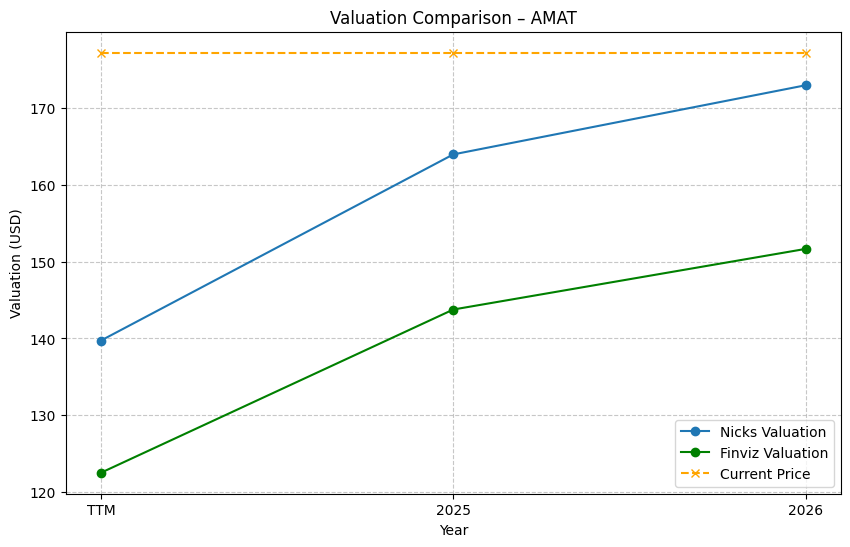 Valuation Comparison – AMAT
Valuation (USD)
170
160
150
140
130
120
TTM
2025
2026
Year
Nicks Valuation
Finviz Valuation
Current Price